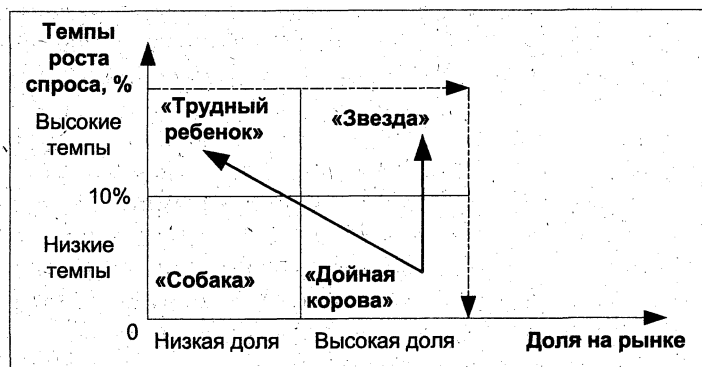 Темпы
роста
спроса, %
Высокие
темпы
10%
Низкие
темпы
«Трудный
ребенок»
«Звезда»
«Собака»
«Дойная
корова»
0
Низкая доля
Высокая доля
Доля на рынке